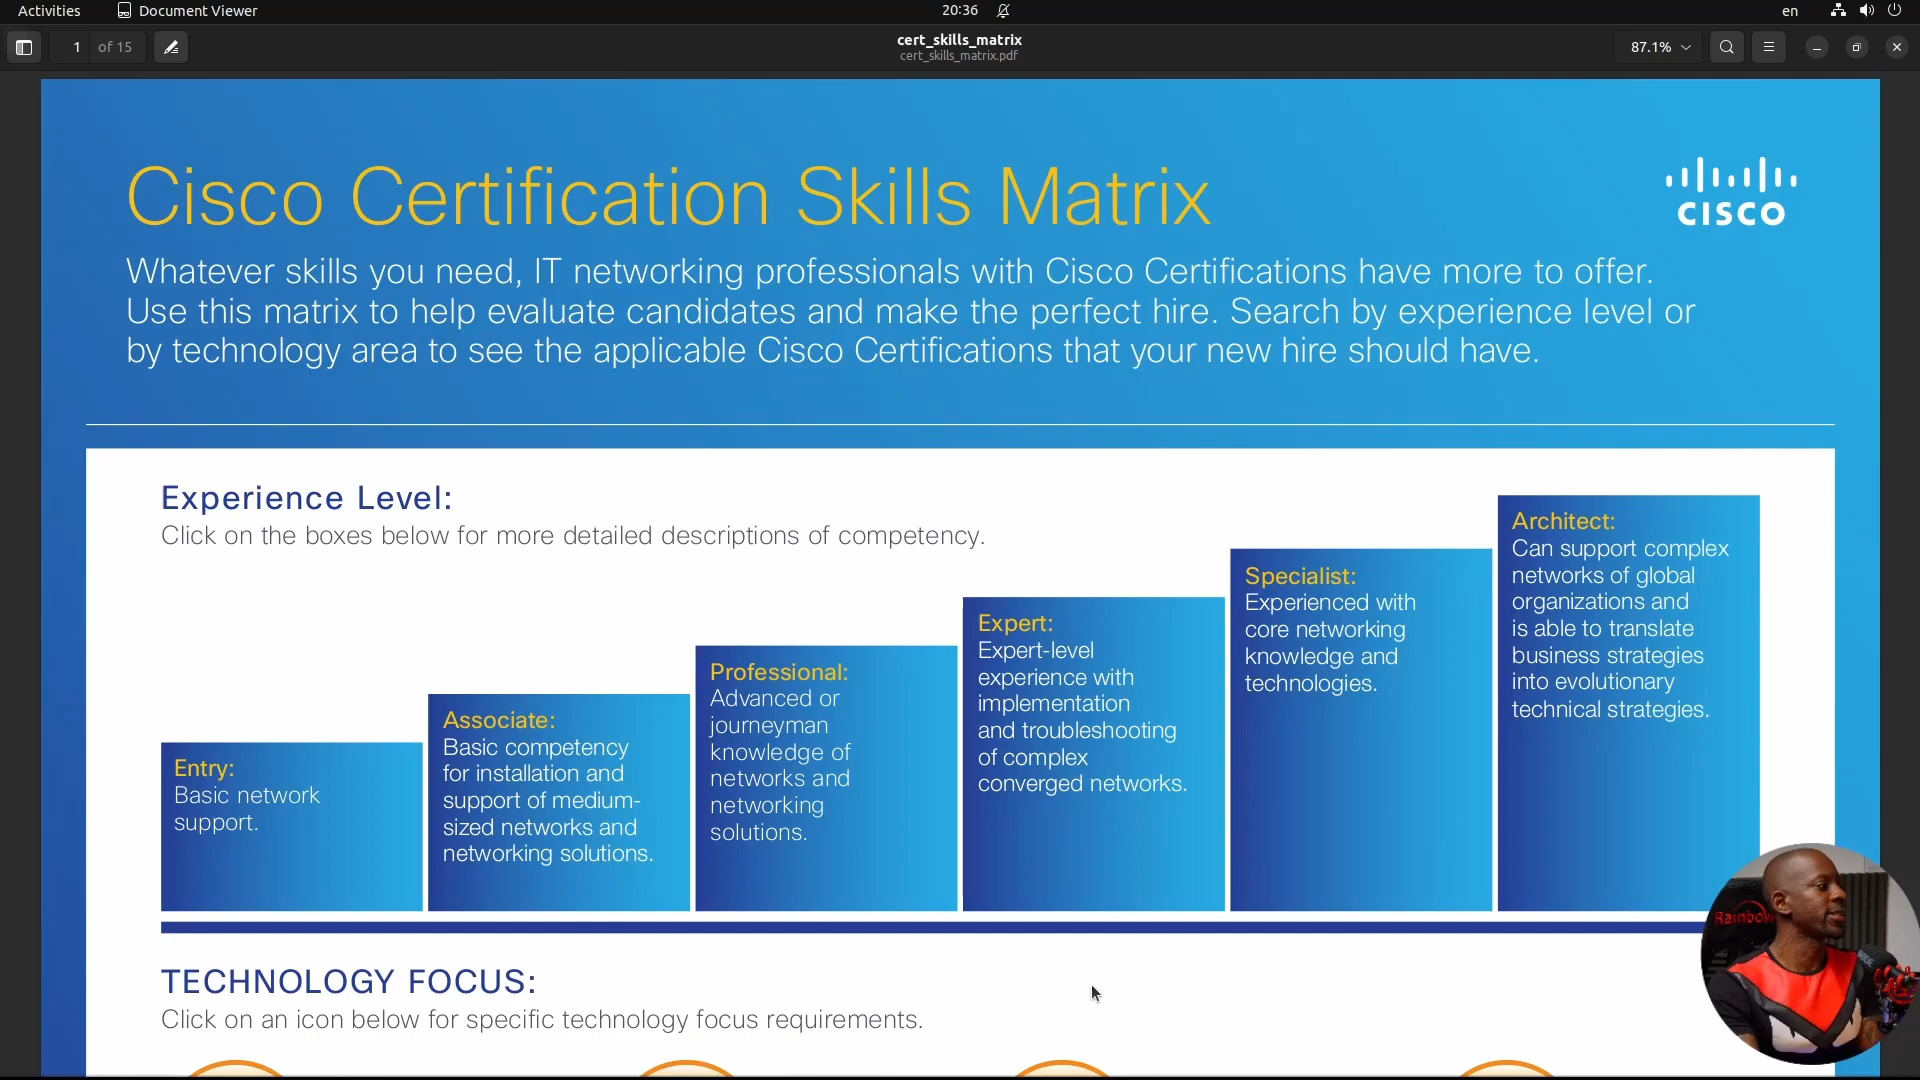 Activities
Document Viewer
20:36
en
1
of 15
cert_skills_matrix
cert_skills_matrix.pdf
87.1%
Cisco Certification Skills Matrix
CISCO
Whatever skills you need, IT networking professionals with Cisco Certifications have more to offer.
Use this matrix to help evaluate candidates and make the perfect hire. Search by experience level or
by technology area to see the applicable Cisco Certifications that your new hire should have.
Experience Level:
Click on the boxes below for more detailed descriptions of competency.
Entry:
Basic network
support.
Associate:
Basic competency
for installation and
support of medium-
sized networks and
networking solutions.
Professional:
Advanced or
journeyman
knowledge of
networks and
networking
solutions.
Expert:
Expert-level
experience with
implementation
and troubleshooting
of complex
converged networks.
Specialist:
Experienced with
core networking
knowledge and
technologies.
Architect:
Can support complex
networks of global
organizations and
is able to translate
business strategies
into evolutionary
technical strategies.
Rainbow
TECHNOLOGY FOCUS:
Click on an icon below for specific technology focus requirements.